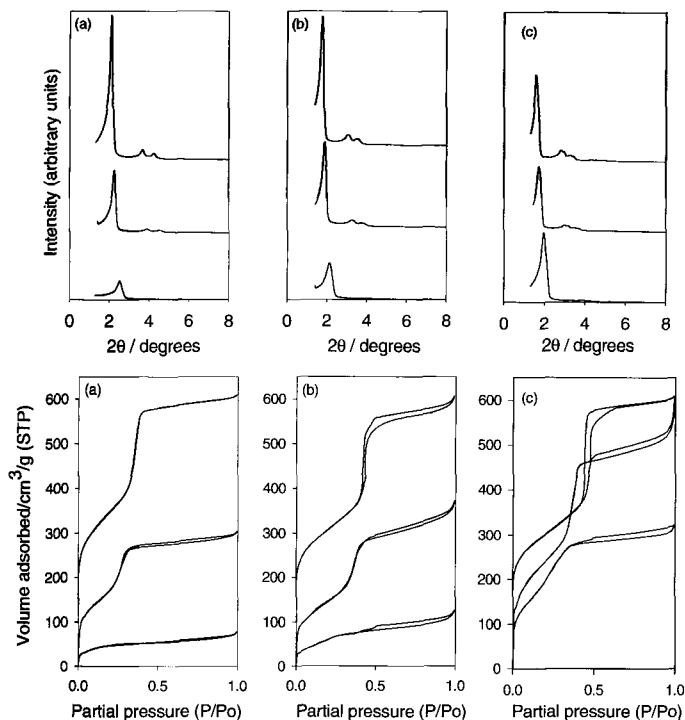 (a)
(b)
(c)
Intensity (arbitrary units)
0 2 4 6 8
0 2 4 6 8
0 2 4 6 8
2θ / degrees
2θ / degrees
2θ / degrees
(a)
(b)
(c)
Volume adsorbed/cm³/g (STP)
600
500
400
300
200
100
0
600
500
400
300
200
100
0
600
500
400
300
200
100
0
0.0 0.5 1.0
0.0 0.5 1.0
0.0 0.5 1.0
Partial pressure (P/Po)
Partial pressure (P/Po)
Partial pressure (P/Po)